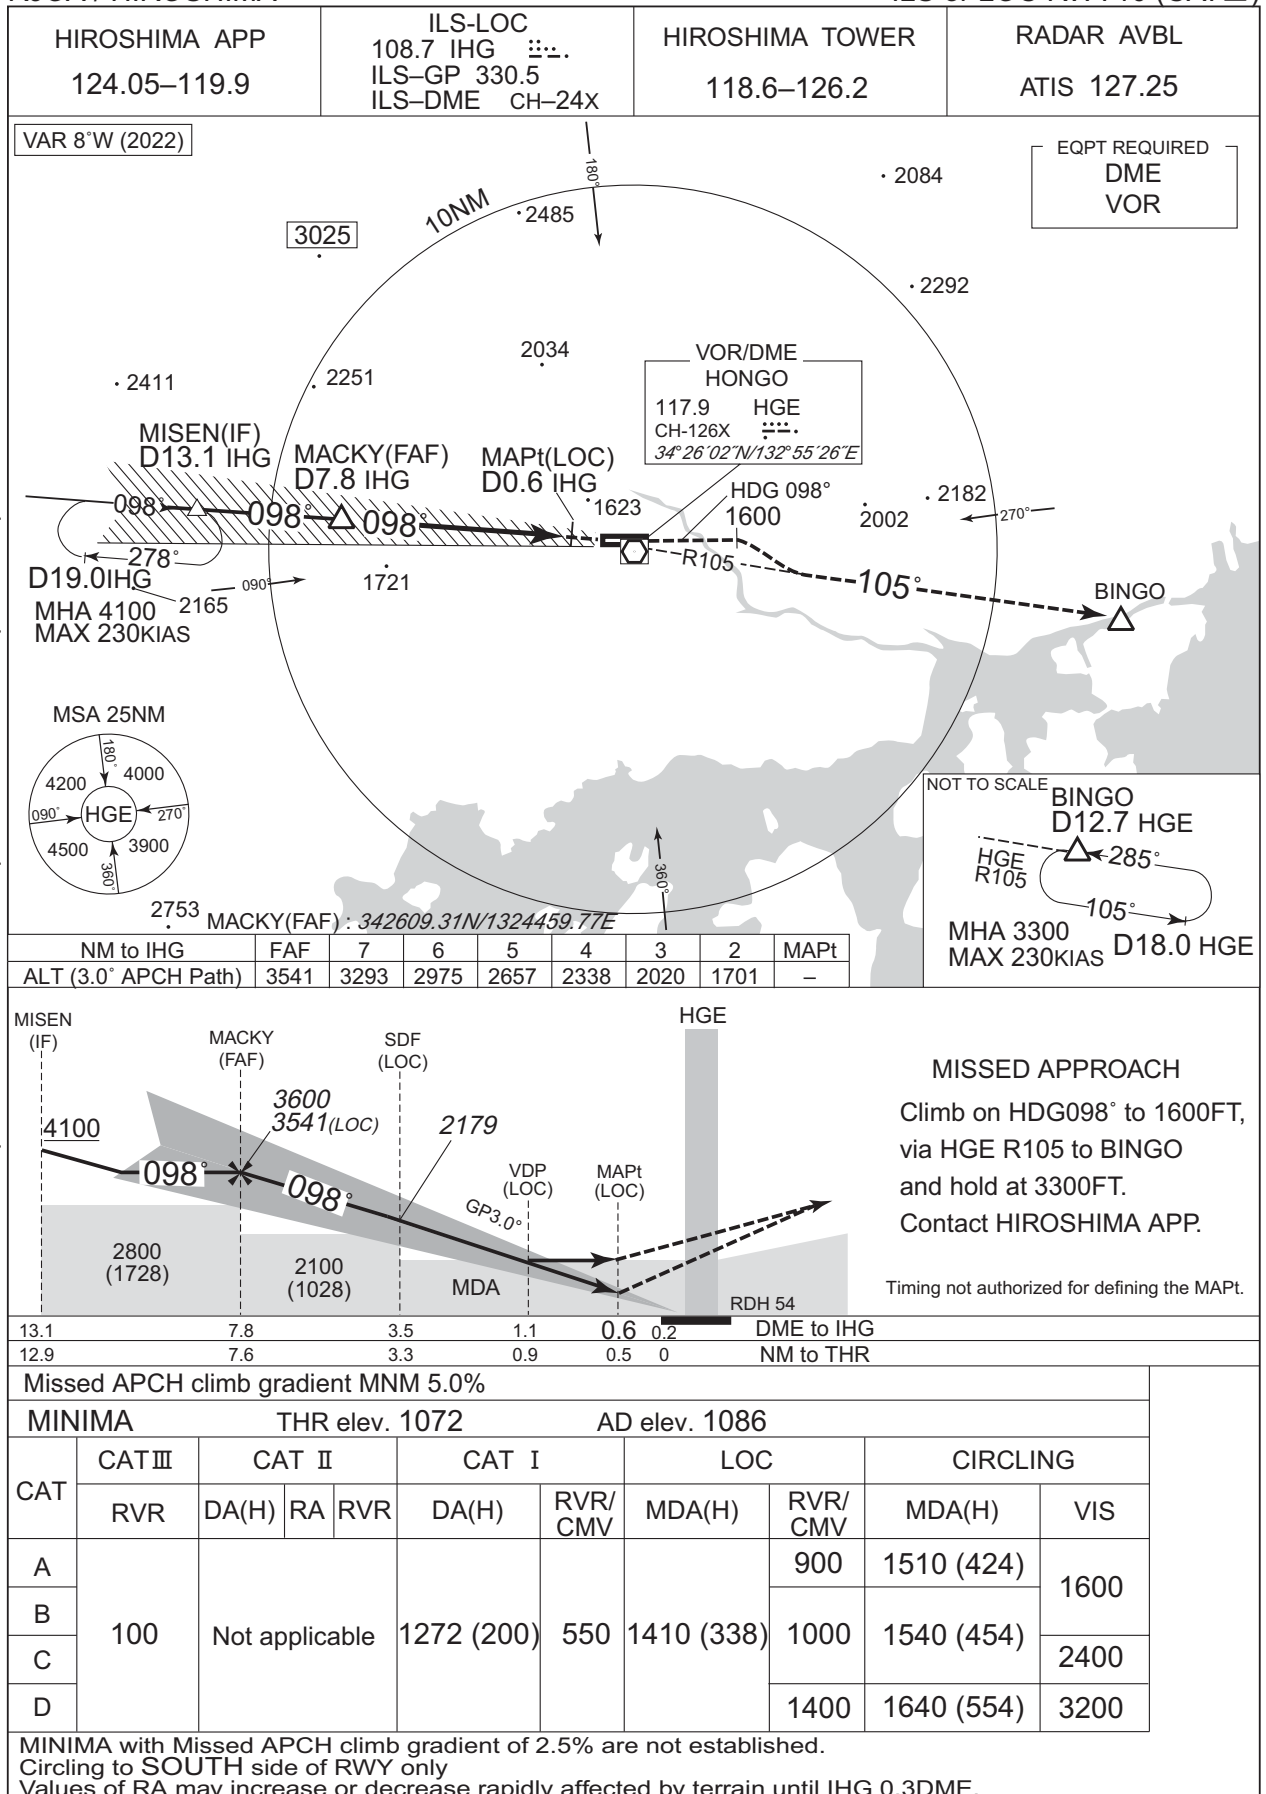 HIROSHIMA APP
124.05–119.9
ILS-LOC
108.7 IHG
ILS–GP 330.5
ILS–DME CH–24X
HIROSHIMA TOWER
118.6–126.2
RADAR AVBL
ATIS 127.25
VAR 8°W (2022)
EQPT REQUIRED
DME
VOR
180°
2084
10NM
2485
3025
2292
2034
2251
2411
VOR/DME
HONGO
117.9 HGE
CH-126X
34°26´02˝N/132°55´26˝E
MISEN(IF)
D13.1 IHG
MACKY(FAF)
D7.8 IHG
MAPt(LOC)
D0.6 IHG
1623
HDG 098°
1600
2182
2002
270°
098°
098°
098°
R105
105°
BINGO
278°
D19.0IHG
2165
090°
1721
MHA 4100
MAX 230KIAS
MSA 25NM
180°
4200
4000
090°
HGE
270°
4500
3900
360°
360°
NOT TO SCALE
BINGO
D12.7 HGE
HGE
R105
285°
105°
MHA 3300
MAX 230KIAS
D18.0 HGE
2753
MACKY(FAF) : 342609.31N/1324459.77E
NM to IHG FAF 7 6 5 4 3 2 MAPt
ALT (3.0° APCH Path) 3541 3293 2975 2657 2338 2020 1701 –
MISEN
(IF)
MACKY
(FAF)
SDF
(LOC)
HGE
3600
3541(LOC)
2179
4100
098°
098°
VDP
(LOC)
MAPt
(LOC)
GP3.0°
2800
(1728)
2100
(1028)
MDA
RDH 54
MISSED APPROACH
Climb on HDG098° to 1600FT,
via HGE R105 to BINGO
and hold at 3300FT.
Contact HIROSHIMA APP.
Timing not authorized for defining the MAPt.
13.1 7.8 3.5 1.1 0.6 0.2 DME to IHG
12.9 7.6 3.3 0.9 0.5 0 NM to THR
Missed APCH climb gradient MNM 5.0%
MINIMA THR elev. 1072 AD elev. 1086
CAT CAT Ⅲ CAT Ⅱ CAT Ⅰ LOC CIRCLING
RVR DA(H) RA RVR DA(H) RVR/CMV MDA(H) RVR/CMV MDA(H) VIS
A 900 1510 (424) 1600
B
100 Not applicable 1272 (200) 550 1410 (338) 1000 1540 (454)
C 2400
D 1400 1640 (554) 3200
MINIMA with Missed APCH climb gradient of 2.5% are not established.
Circling to SOUTH side of RWY only
Values of RA may increase or decrease rapidly affected by terrain until IHG 0.3DME.